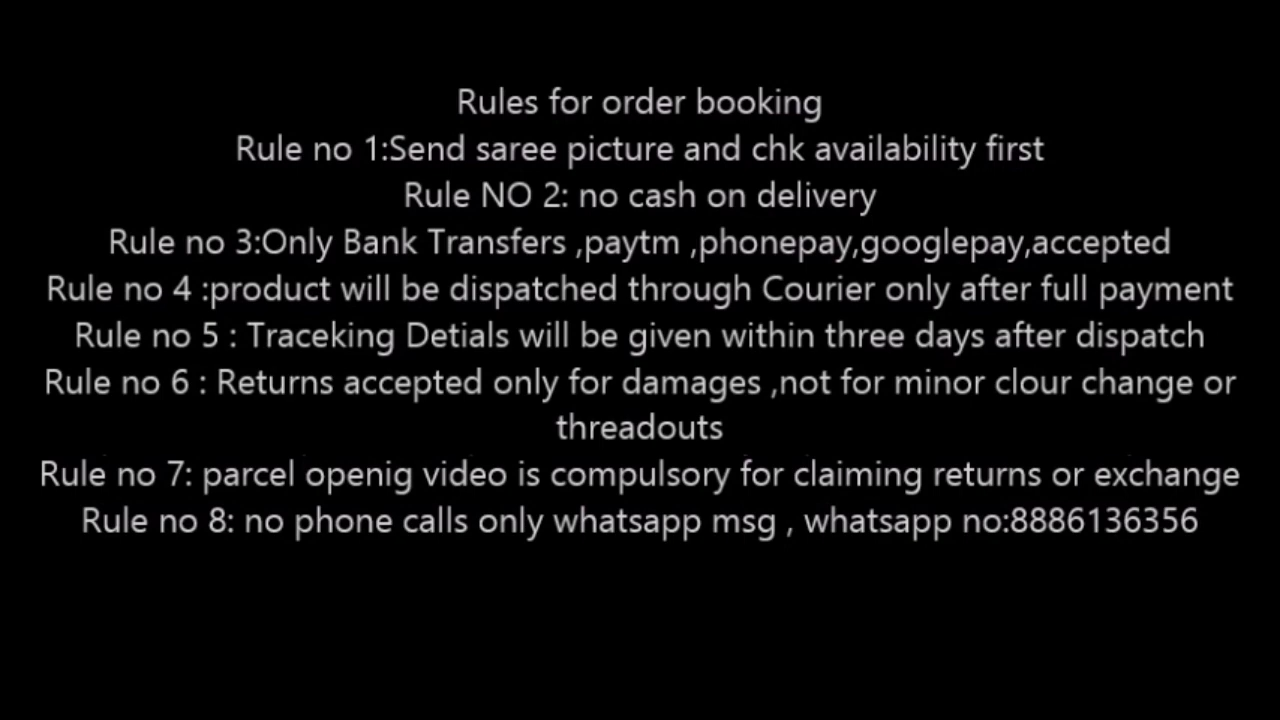 Rules for order booking
Rule no 1:Send saree picture and chk availability first
Rule NO 2: no cash on delivery
Rule no 3:Only Bank Transfers ,paytm ,phonepay,googlepay,accepted
Rule no 4 :product will be dispatched through Courier only after full payment
Rule no 5 : Traceking Detials will be given within three days after dispatch
Rule no 6 : Returns accepted only for damages ,not for minor clour change or
threadouts
Rule no 7: parcel openig video is compulsory for claiming returns or exchange
Rule no 8: no phone calls only whatsapp msg , whatsapp no:8886136356